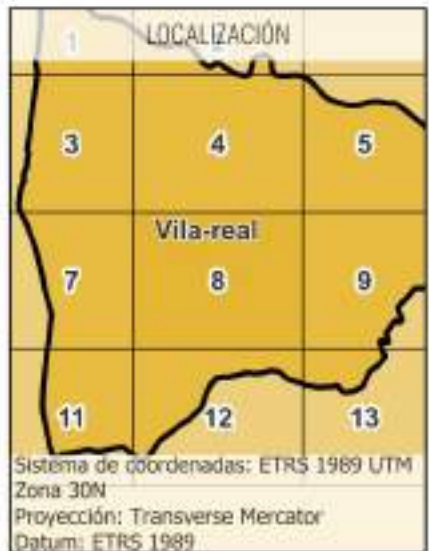 LOCALIZACIÓN
1 2
3 4 5
Vila-real
7 8 9
11 12 13
Sistema de coordenadas: ETRS 1989 UTM
Zona 30N
Proyección: Transverse Mercator
Datum: ETRS 1989